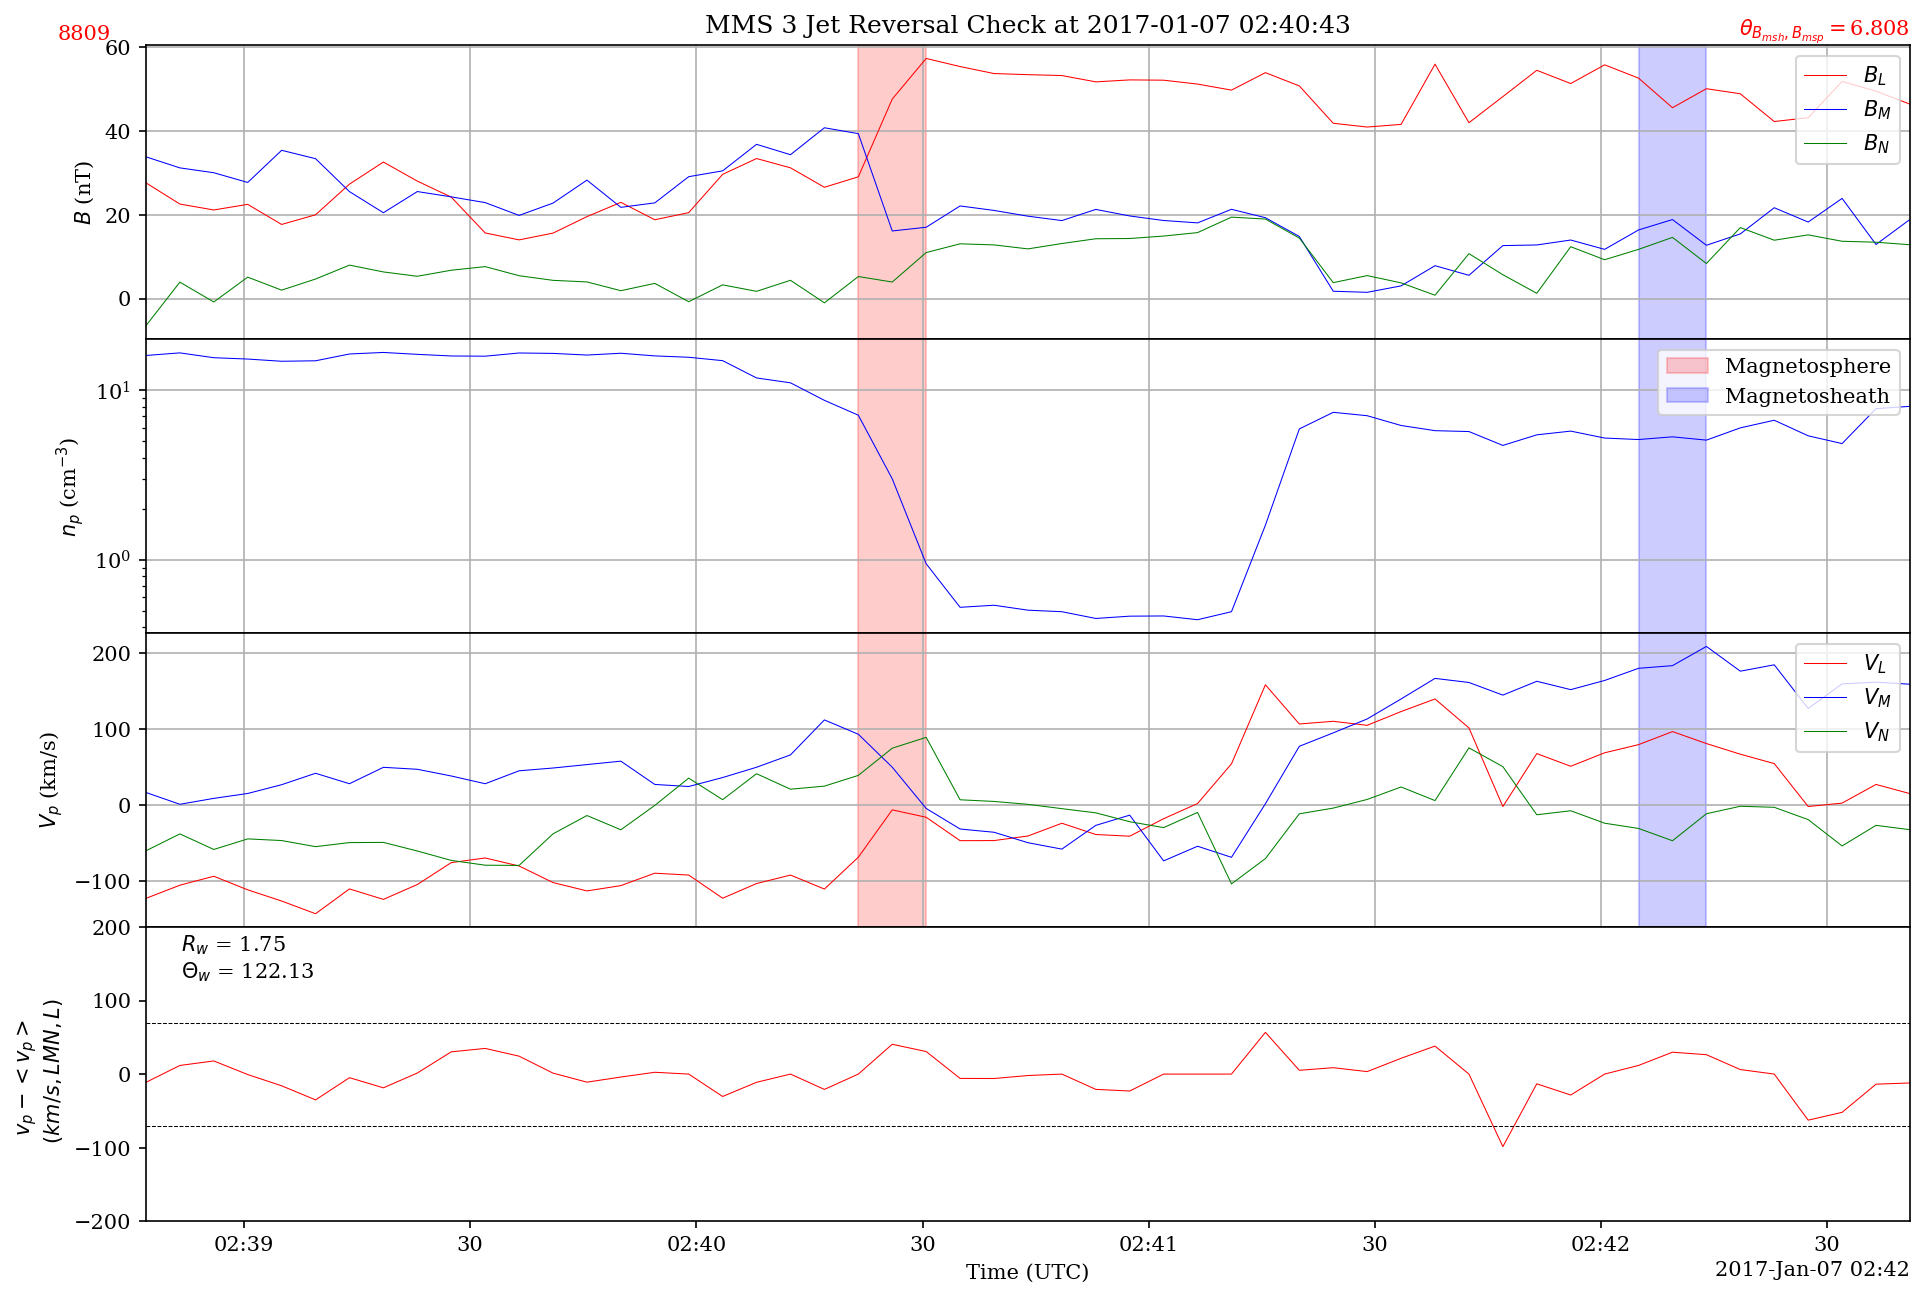 MMS 3 Jet Reversal Check at 2017-01-07 02:40:43
8809
θ_{B_{msh}, B_{msp}} = 6.808
60
40
20
0
B (nT)
B_L
B_M
B_N
10^1
10^0
n_p (cm^{-3})
Magnetosphere
Magnetosheath
200
100
0
−100
V_p (km/s)
V_L
V_M
V_N
200
100
0
−100
−200
v_p − < v_p >
(km/s, LMN, L)
R_w = 1.75
Θ_w = 122.13
02:39
30
02:40
30
02:41
30
02:42
30
Time (UTC)
2017-Jan-07 02:42